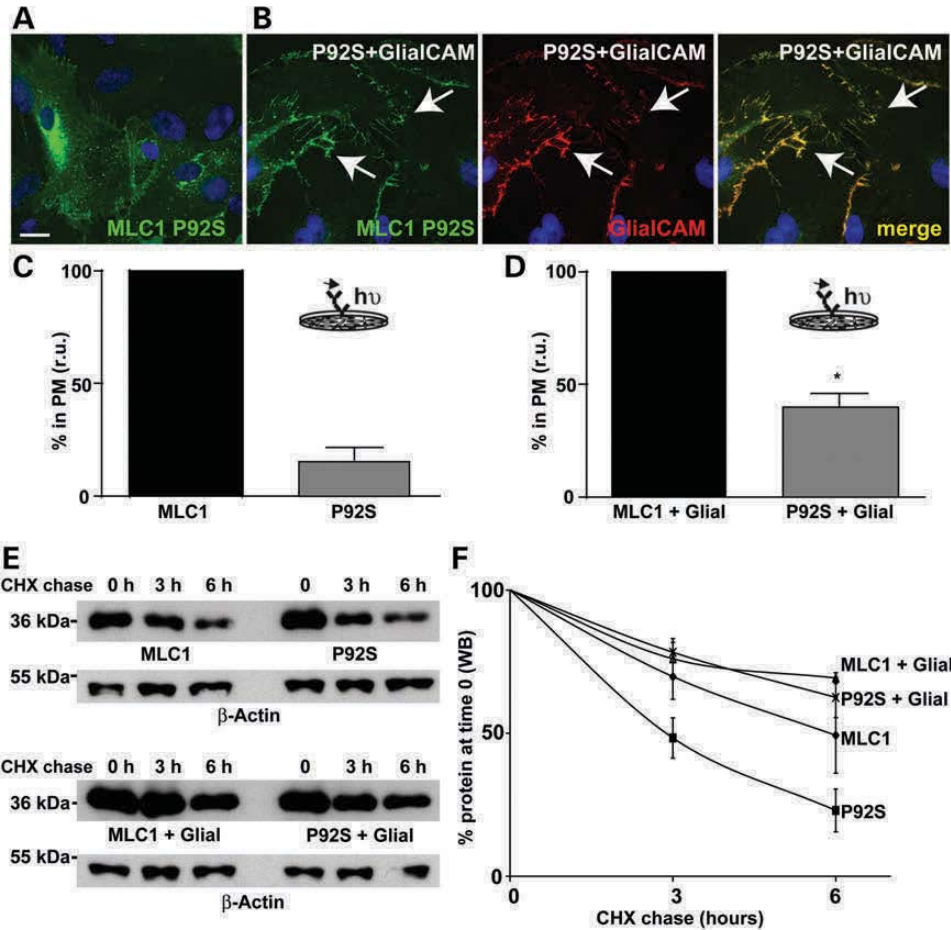 A
B
P92S+GlialCAM
P92S+GlialCAM
P92S+GlialCAM
MLC1 P92S
MLC1 P92S
GlialCAM
merge
C
% in PM (r.u.)
100
50
0
hυ
MLC1
P92S
D
% in PM (r.u.)
100
50
0
hυ
*
MLC1 + Glial
P92S + Glial
E
CHX chase 0 h 3 h 6 h 0 3 h 6 h
36 kDa-
MLC1 P92S
55 kDa-
β-Actin
CHX chase 0 h 3 h 6 h 0 3 h 6 h
36 kDa-
MLC1 + Glial P92S + Glial
55 kDa-
β-Actin
F
% protein at time 0 (WB)
100
50
0
MLC1 + Glial
P92S + Glial
MLC1
P92S
0 3 6
CHX chase (hours)